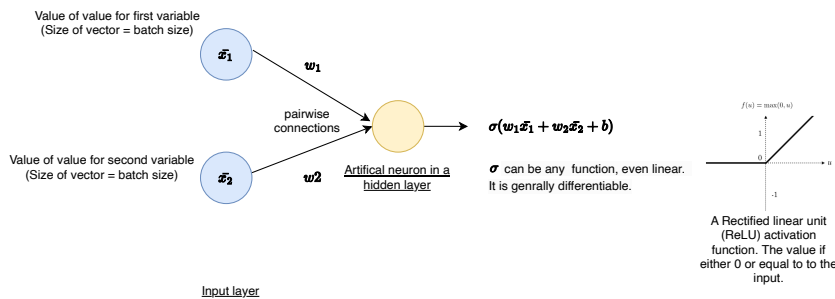 Value of value for first variable
(Size of vector = batch size)
x̄₁
w₁
pairwise
connections
σ(w₁x̄₁ + w₂x̄₂ + b)
Value of value for second variable
(Size of vector = batch size)
x̄₂
w2
Artifical neuron in a
hidden layer
σ can be any function, even linear.
It is genrally differentiable.
Input layer
f(u) = max(0, u)
1
0
u
-1
A Rectified linear unit
(ReLU) activation
function. The value if
either 0 or equal to to the
input.